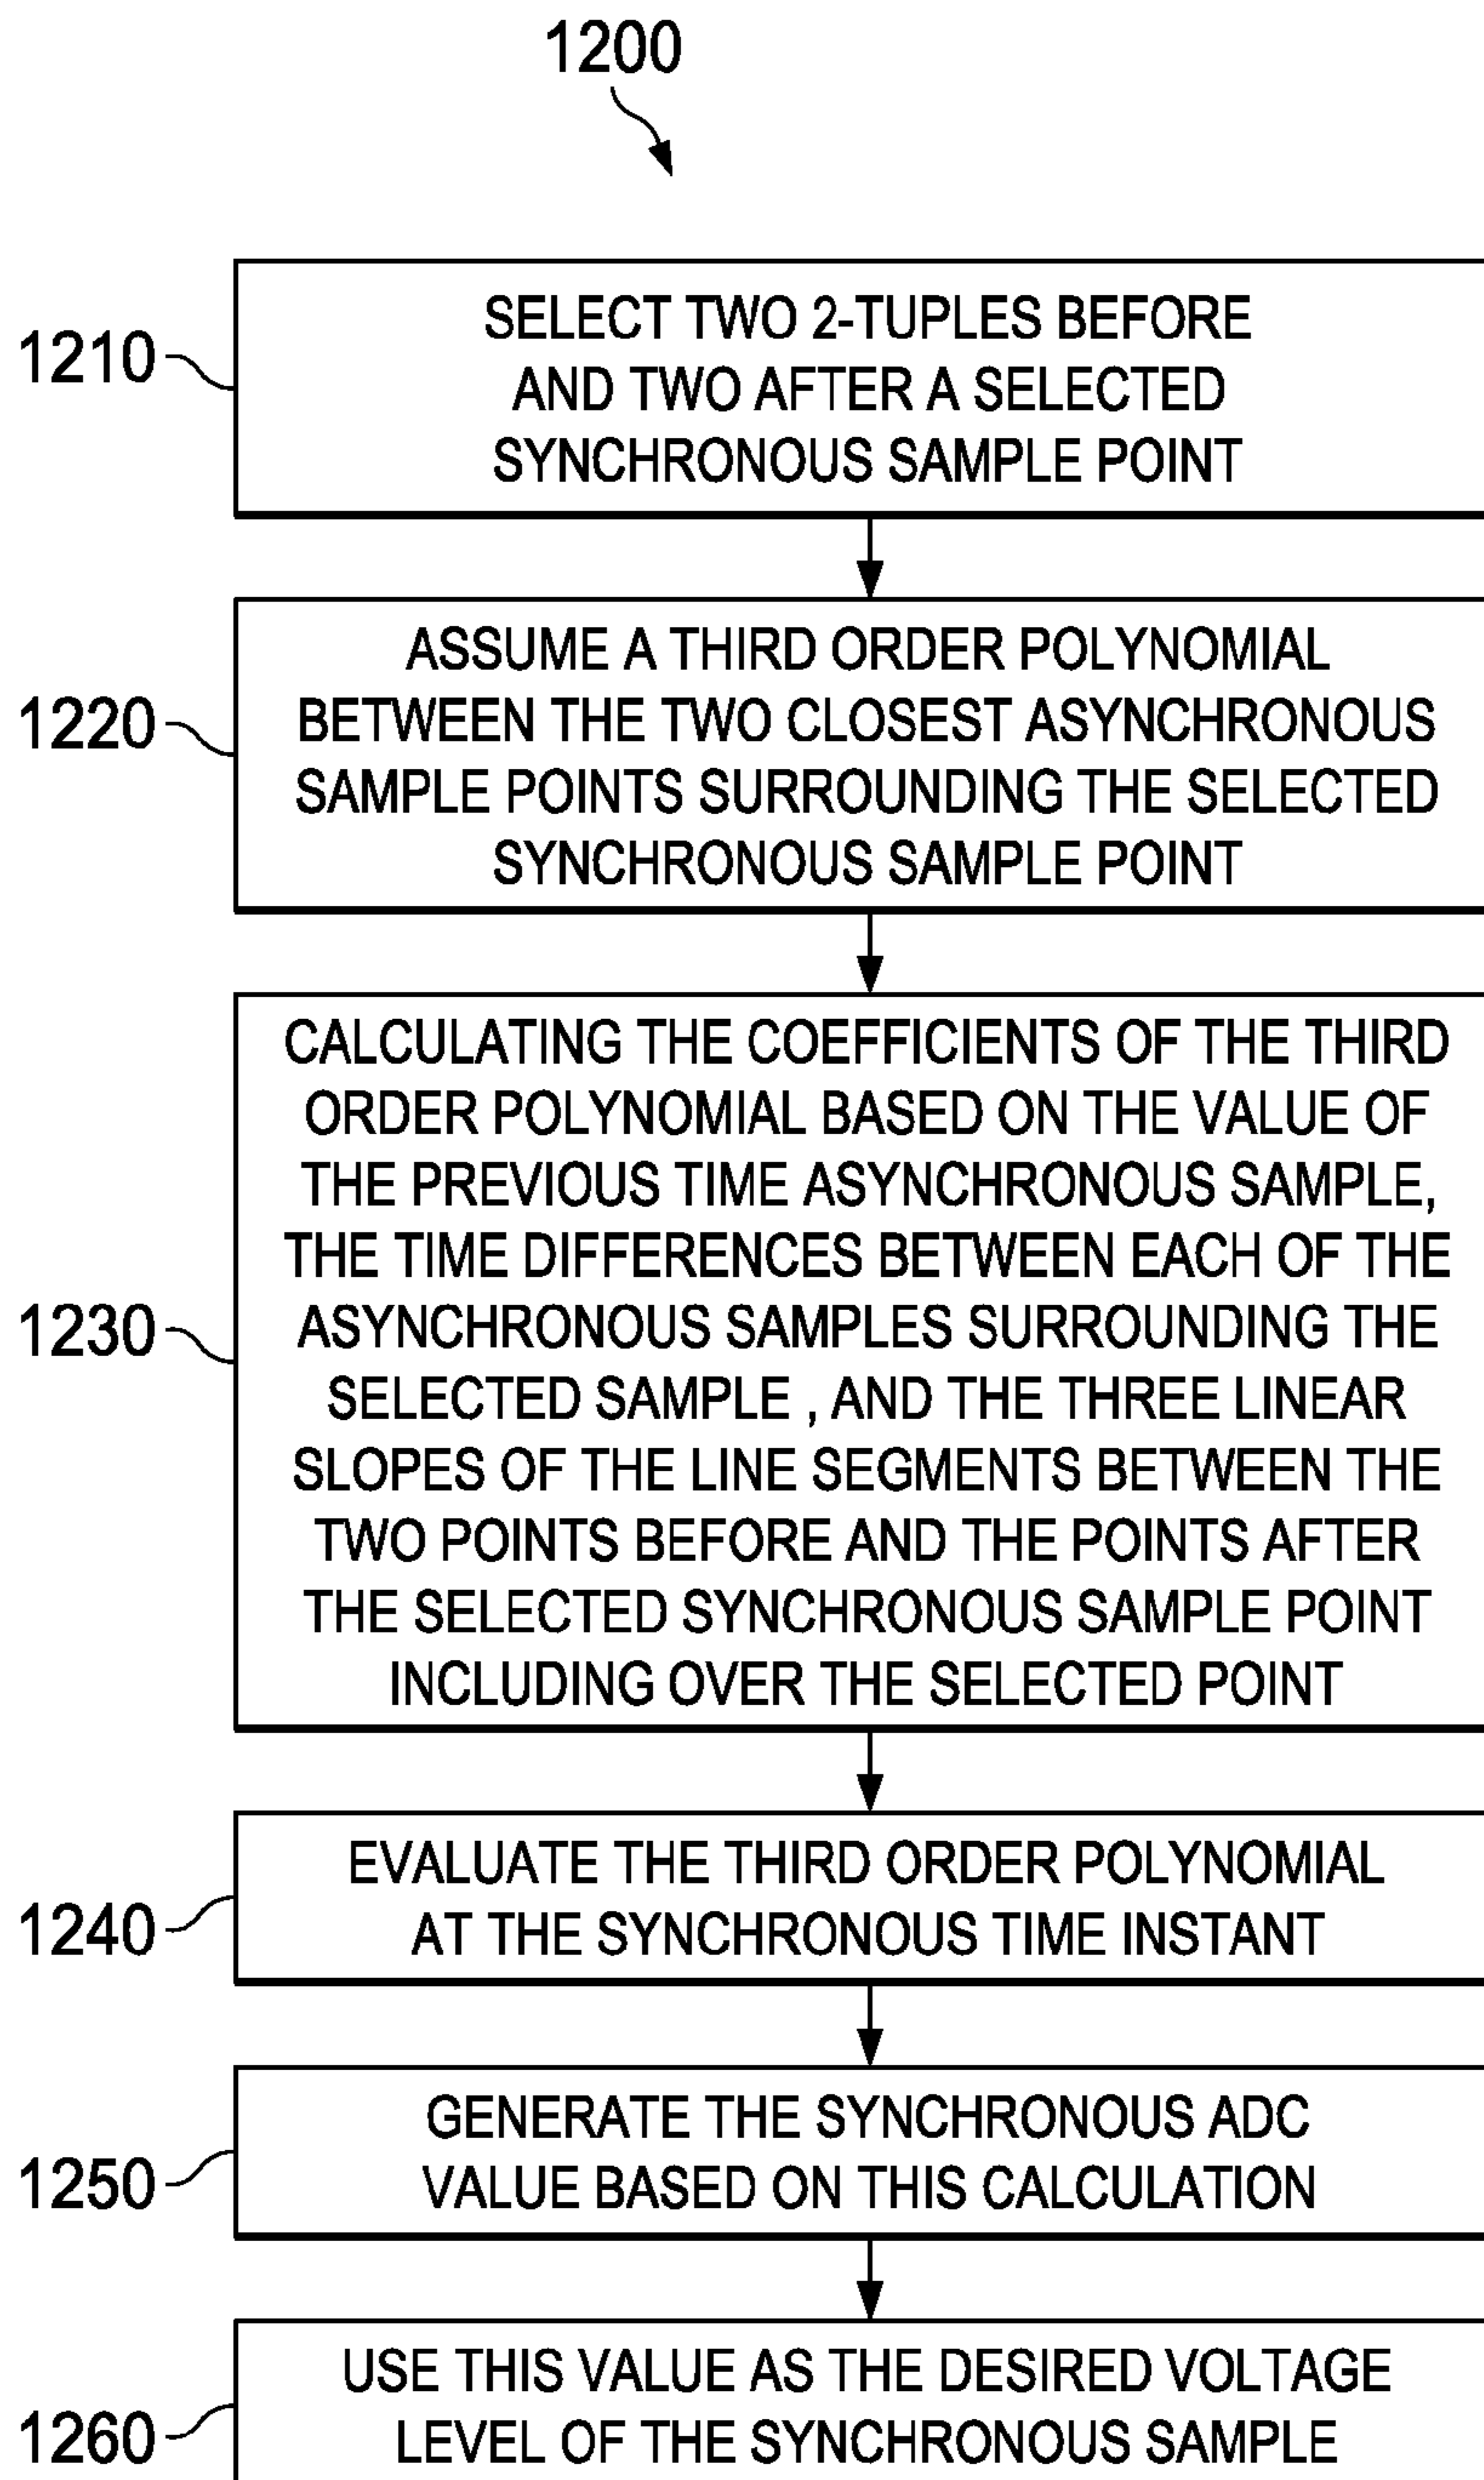 1200
1210
SELECT TWO 2-TUPLES BEFORE
AND TWO AFTER A SELECTED
SYNCHRONOUS SAMPLE POINT
1220
ASSUME A THIRD ORDER POLYNOMIAL
BETWEEN THE TWO CLOSEST ASYNCHRONOUS
SAMPLE POINTS SURROUNDING THE SELECTED
SYNCHRONOUS SAMPLE POINT
1230
CALCULATING THE COEFFICIENTS OF THE THIRD
ORDER POLYNOMIAL BASED ON THE VALUE OF
THE PREVIOUS TIME ASYNCHRONOUS SAMPLE,
THE TIME DIFFERENCES BETWEEN EACH OF THE
ASYNCHRONOUS SAMPLES SURROUNDING THE
SELECTED SAMPLE , AND THE THREE LINEAR
SLOPES OF THE LINE SEGMENTS BETWEEN THE
TWO POINTS BEFORE AND THE POINTS AFTER
THE SELECTED SYNCHRONOUS SAMPLE POINT
INCLUDING OVER THE SELECTED POINT
1240
EVALUATE THE THIRD ORDER POLYNOMIAL
AT THE SYNCHRONOUS TIME INSTANT
1250
GENERATE THE SYNCHRONOUS ADC
VALUE BASED ON THIS CALCULATION
1260
USE THIS VALUE AS THE DESIRED VOLTAGE
LEVEL OF THE SYNCHRONOUS SAMPLE